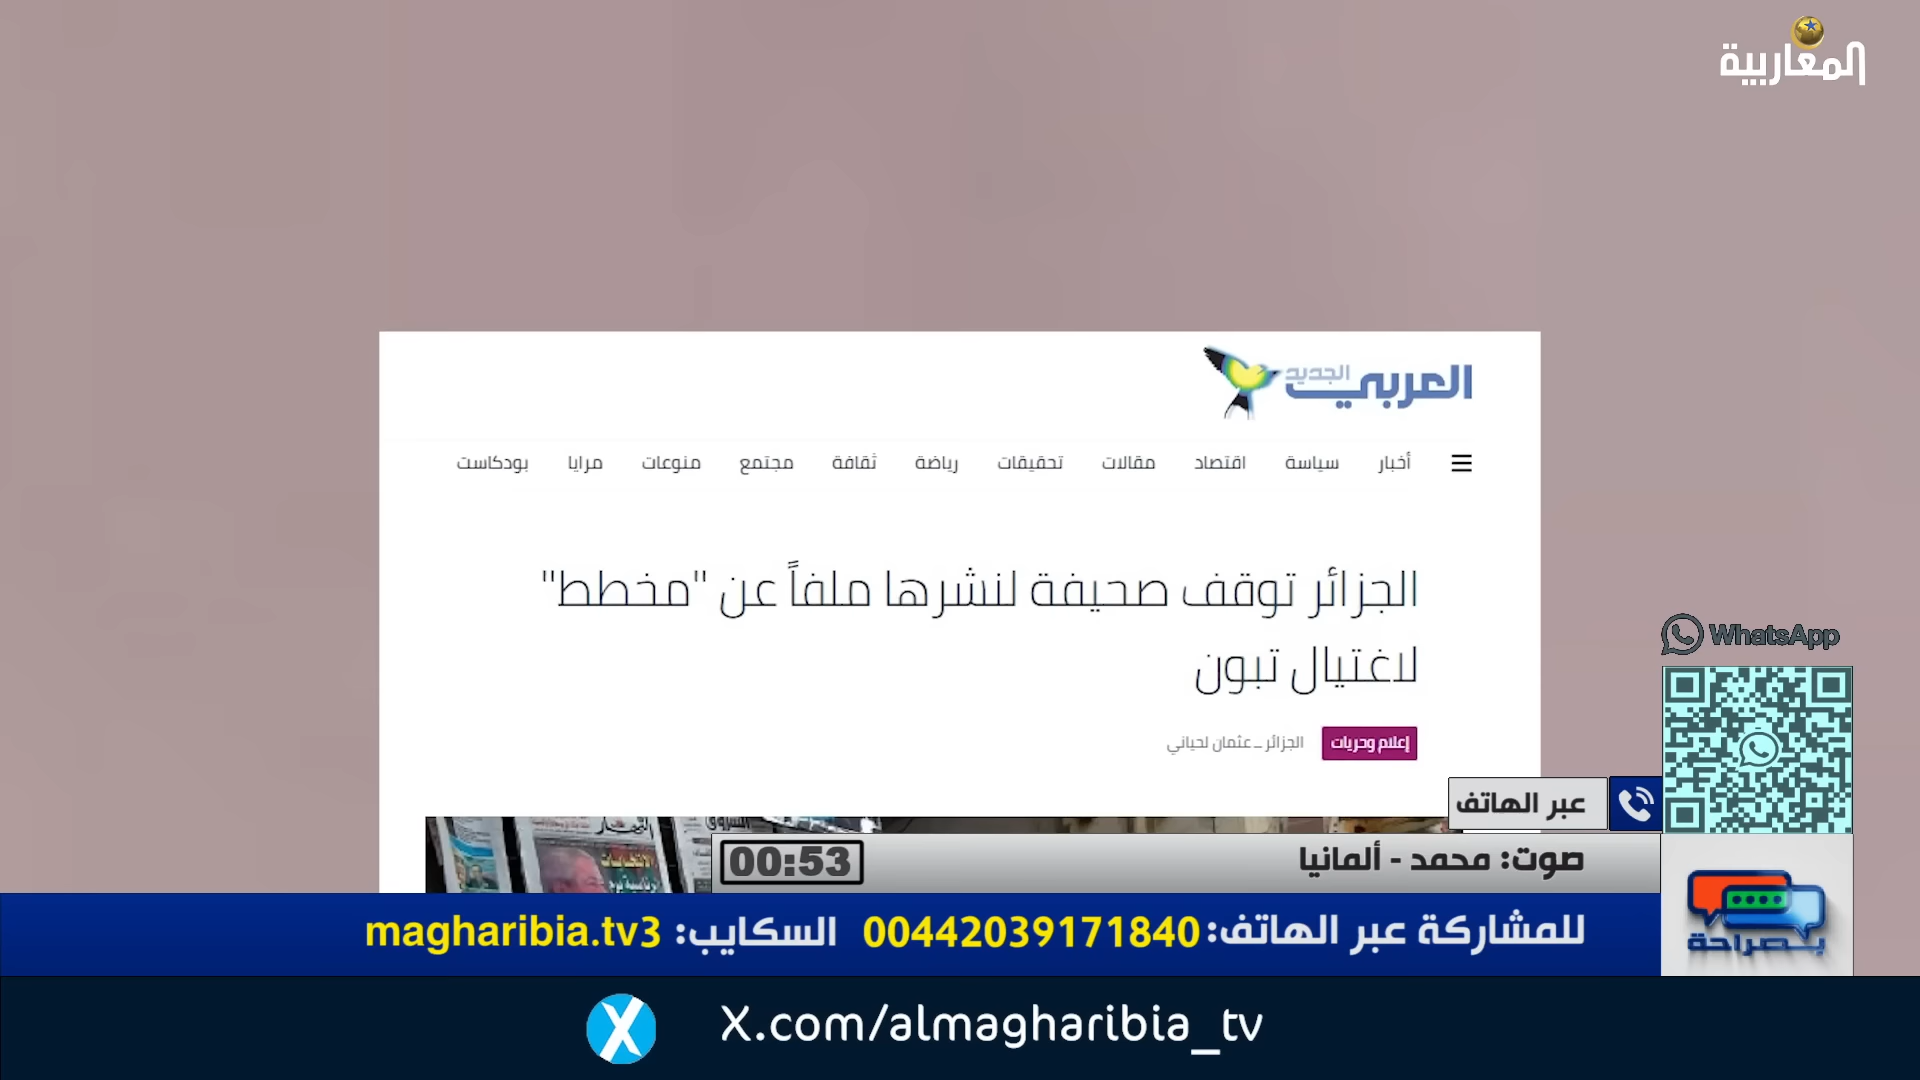 المغاربية
العربي الجديد
أخبار سياسة اقتصاد مقالات تحقيقات رياضة ثقافة مجتمع منوعات مرايا بودكاست
الجزائر توقف صحيفة لنشرها ملفاً عن "مخطط"
لاغتيال تبون
إعلام وحريات الجزائر ـ عثمان لحياني
WhatsApp
عبر الهاتف
صوت: محمد - ألمانيا
00:53
للمشاركة عبر الهاتف: 00442039171840 السكايب: magharibia.tv3
بصراحة
X.com/almagharibia_tv